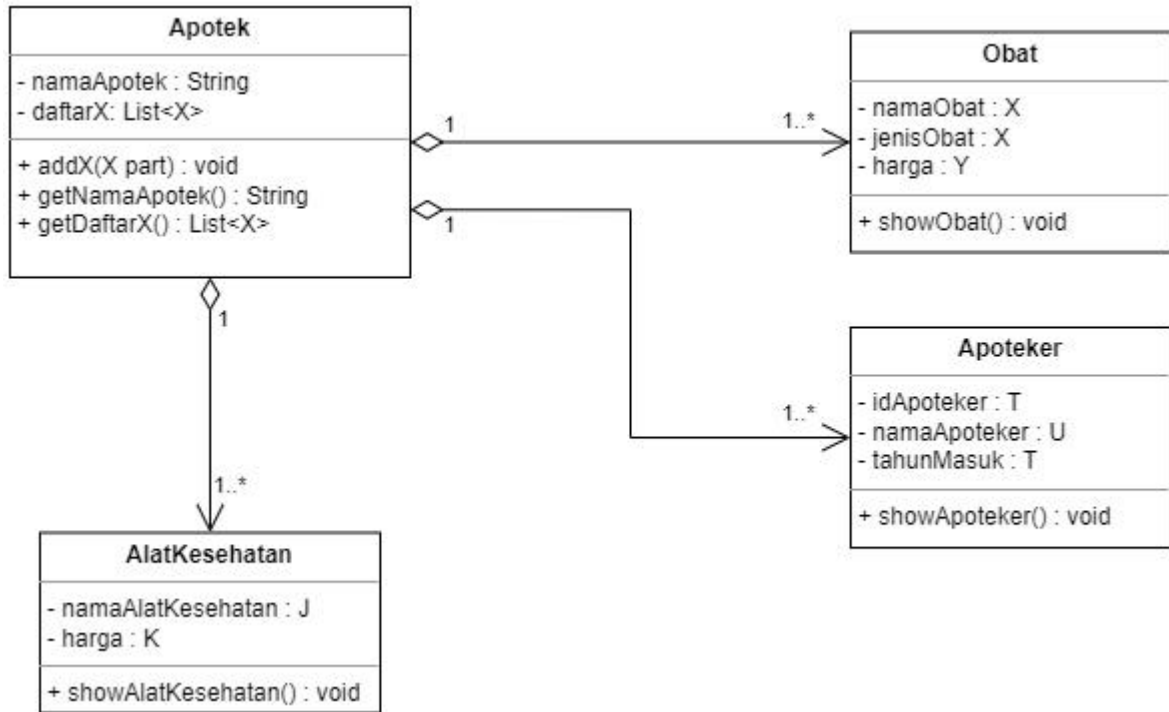 Apotek
- namaApotek : String
- daftarX: List<X>
+ addX(X part) : void
+ getNamaApotek() : String
+ getDaftarX() : List<X>
1
1..*
1
1..*
1
1..*
Obat
- namaObat : X
- jenisObat : X
- harga : Y
+ showObat() : void
Apoteker
- idApoteker : T
- namaApoteker : U
- tahunMasuk : T
+ showApoteker() : void
AlatKesehatan
- namaAlatKesehatan : J
- harga : K
+ showAlatKesehatan() : void